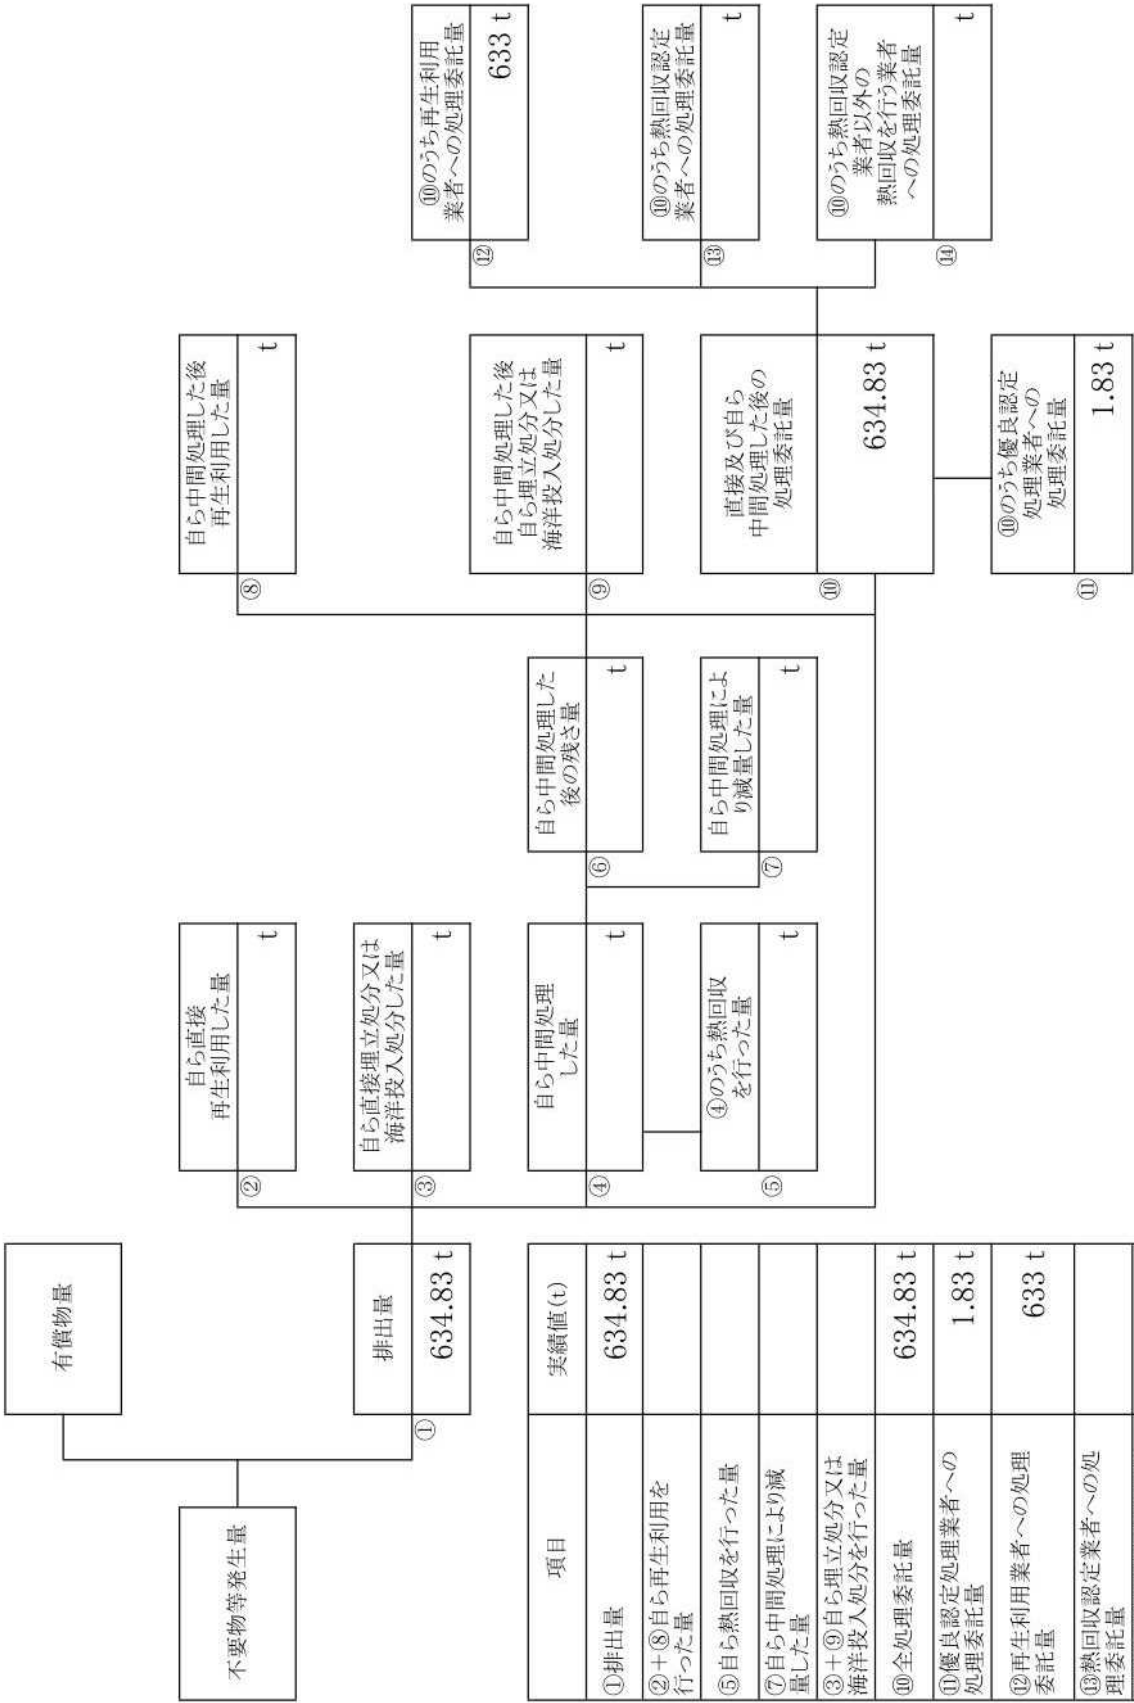 不要物等発生量
有償物量
排出量
①
634.83 t
自ら直接
再生利用した量
②
t
自ら直接埋立処分又は
海洋投入処分した量
③
t
自ら中間処理
した量
④
t
④のうち熱回収
を行った量
⑤
t
自ら中間処理した
後の残さ量
⑥
t
自ら中間処理によ
り減量した量
⑦
t
自ら中間処理した後
再生利用した量
⑧
t
自ら中間処理した後
自ら埋立処分又は
海洋投入処分した量
⑨
t
直接及び自ら
中間処理した後の
処理委託量
⑩
634.83 t
⑩のうち優良認定
処理業者への
処理委託量
⑪
1.83 t
⑩のうち再生利用
業者への処理委託量
⑫
633 t
⑩のうち熱回収認定
業者への処理委託量
⑬
t
⑩のうち熱回収認定
業者以外の
熱回収を行う業者
への処理委託量
⑭
t
項目
実績値(t)
①排出量
634.83 t
②+⑧自ら再生利用を
行った量
⑤自ら熱回収を行った量
⑦自ら中間処理により減
量した量
③+⑨自ら埋立処分又は
海洋投入処分を行った量
⑩全処理委託量
634.83 t
⑪優良認定処理業者への
処理委託量
1.83 t
⑫再生利用業者への処理
委託量
633 t
⑬熱回収認定業者への処
理委託量